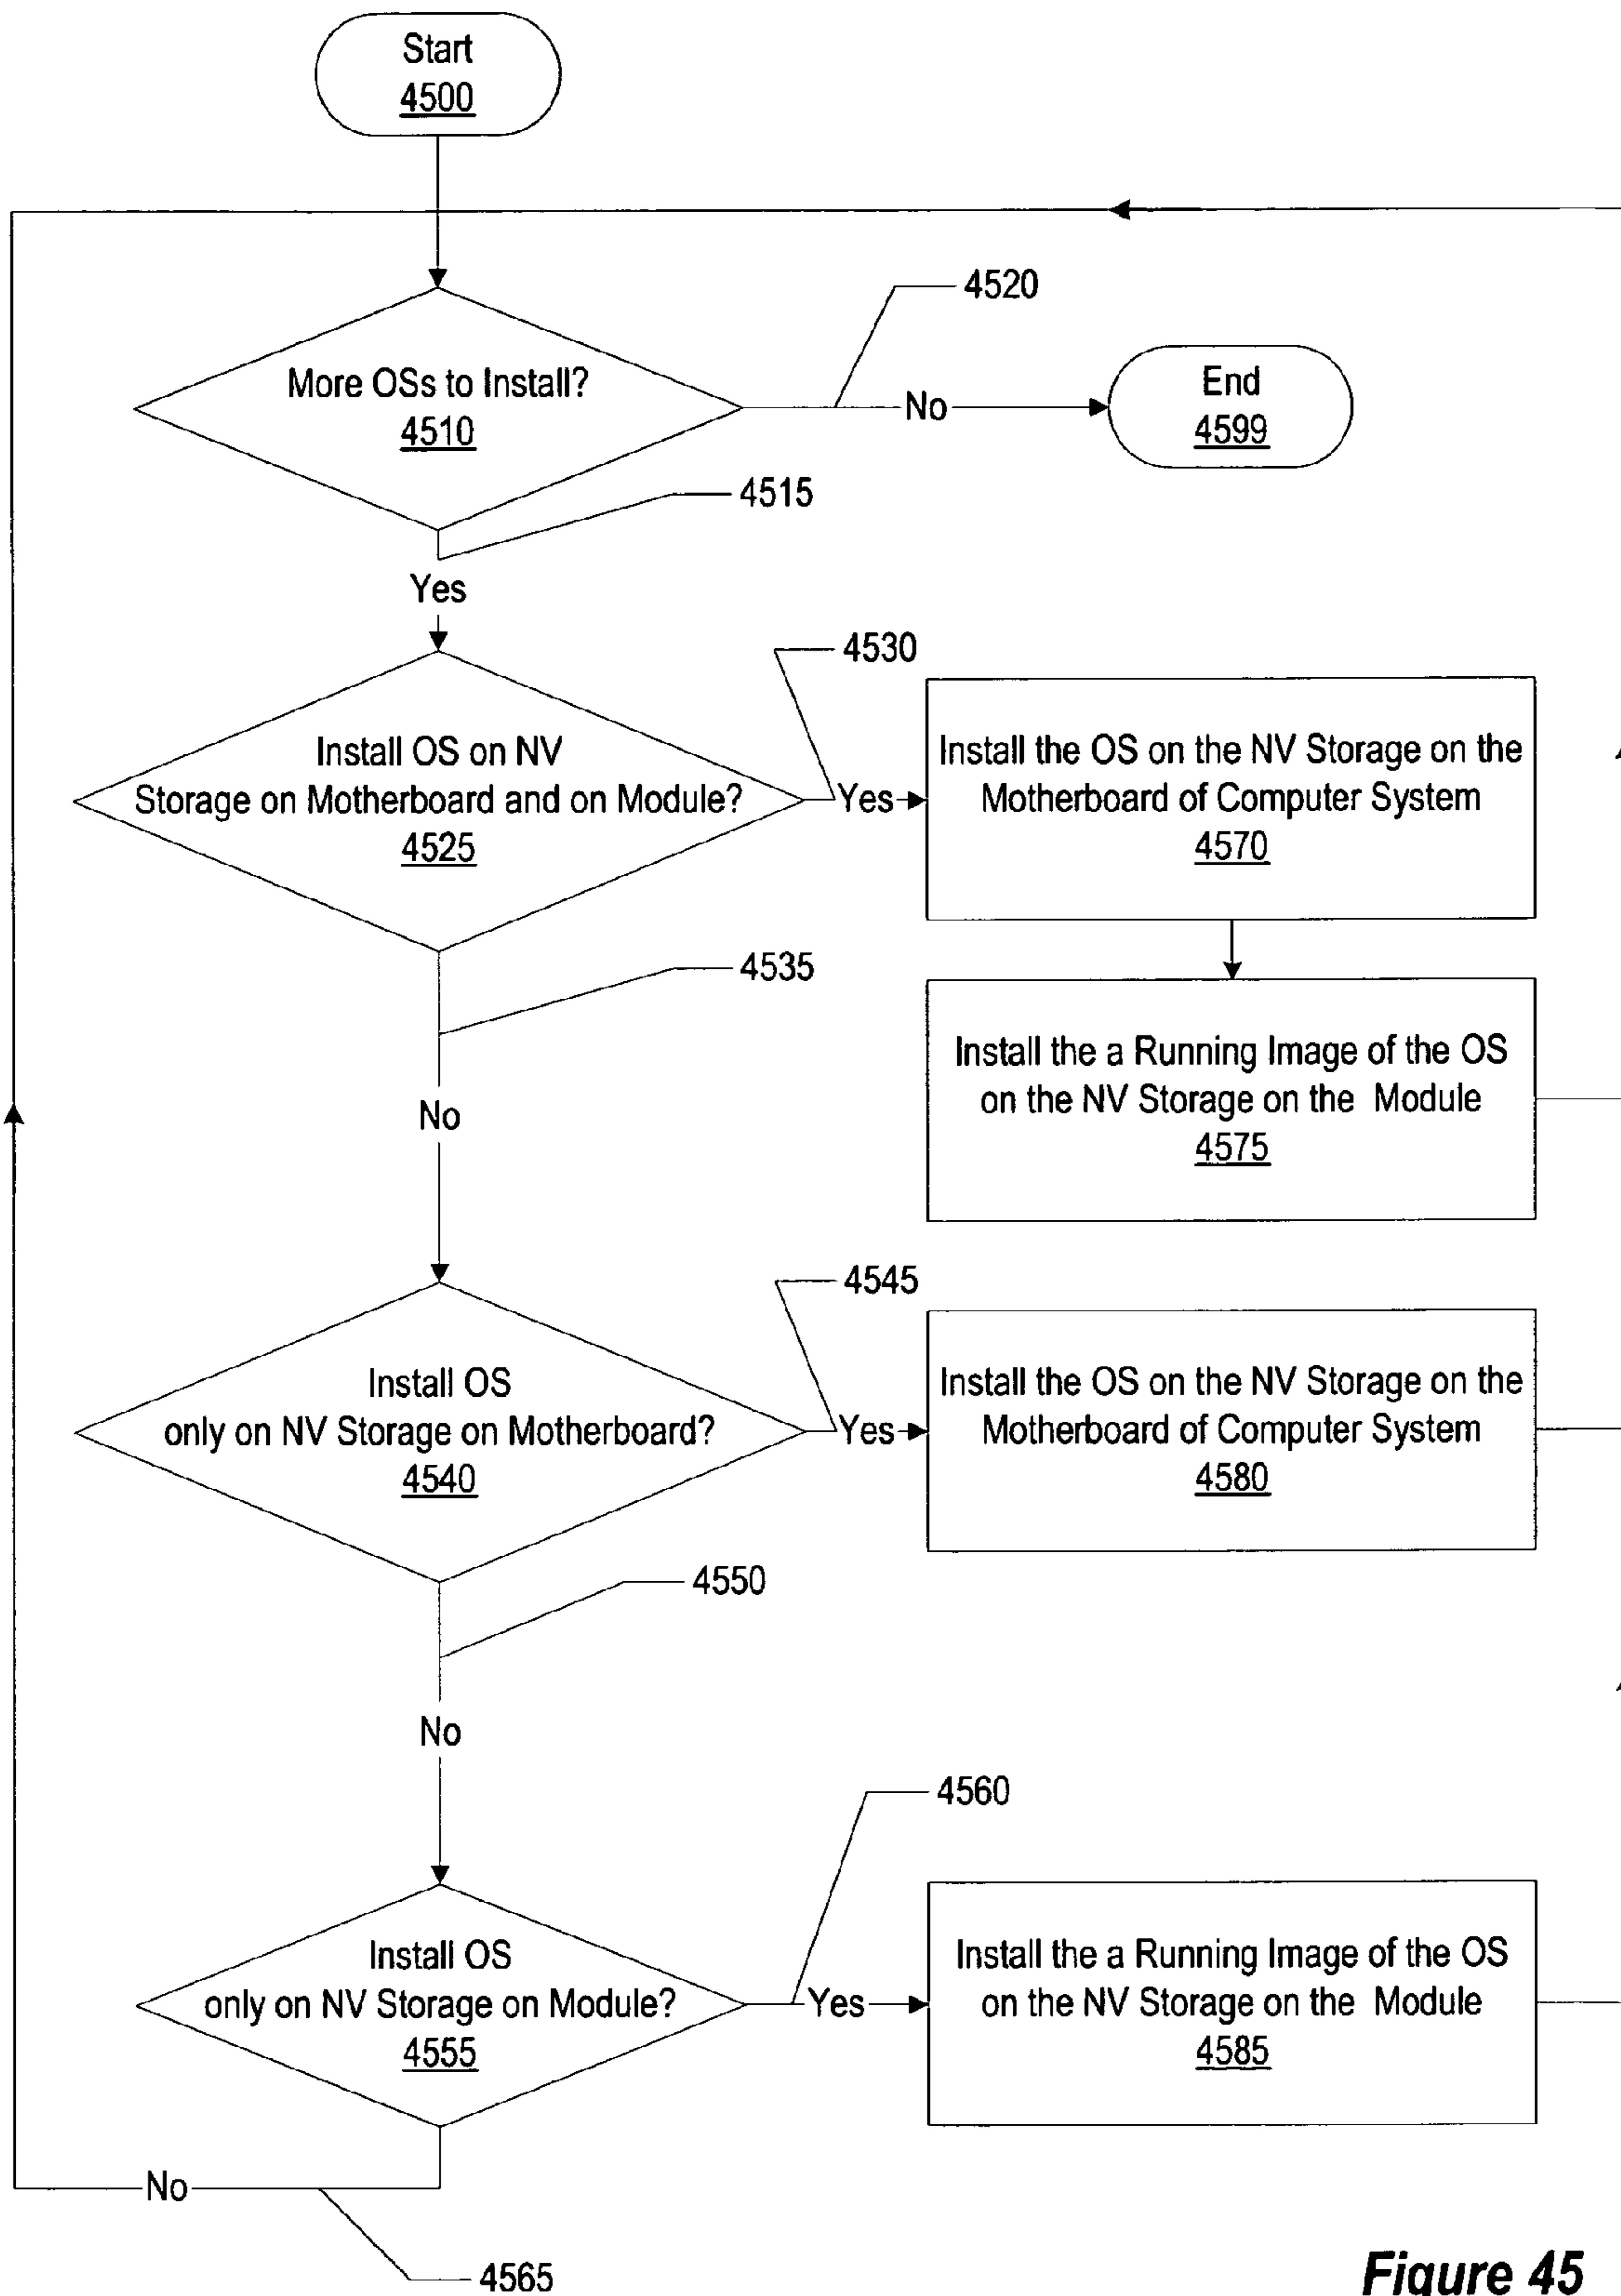 Start
4500
4520
More OSs to Install?
4510
No
End
4599
4515
Yes
4530
Install OS on NV
Storage on Motherboard and on Module?
4525
Yes
Install the OS on the NV Storage on the
Motherboard of Computer System
4570
4535
No
Install the a Running Image of the OS
on the NV Storage on the Module
4575
4545
Install OS
only on NV Storage on Motherboard?
4540
Yes
Install the OS on the NV Storage on the
Motherboard of Computer System
4580
4550
No
4560
Install OS
only on NV Storage on Module?
4555
Yes
Install the a Running Image of the OS
on the NV Storage on the Module
4585
No
4565
Figure 45